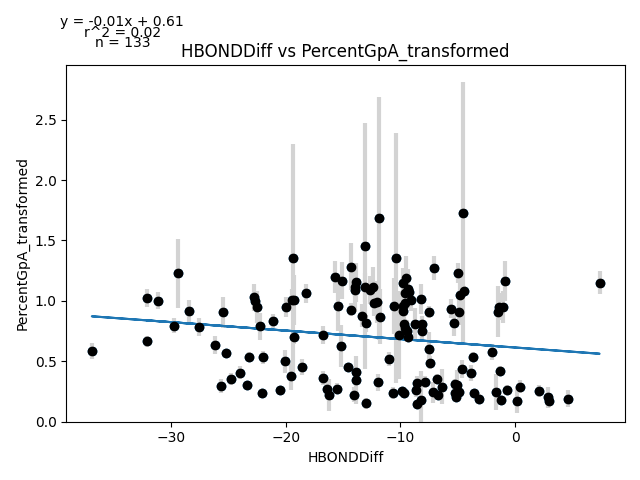 y = -0.01x + 0.61
r^2 = 0.02
n = 133
HBONDDiff vs PercentGpA_transformed
PercentGpA_transformed
2.5
2.0
1.5
1.0
0.5
0.0
−30
−20
−10
0
HBONDDiff